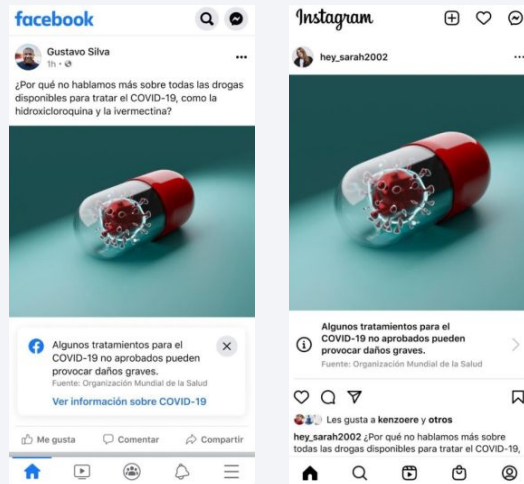 facebook
Gustavo Silva
1h
¿Por qué no hablamos más sobre todas las drogas
disponibles para tratar el COVID-19, como la
hidroxicloroquina y la ivermectina?
Algunos tratamientos para el
COVID-19 no aprobados pueden
provocar daños graves.
Fuente: Organización Mundial de la Salud
Ver información sobre COVID-19
Me gusta
Comentar
Compartir
Instagram
hey_sarah2002
Algunos tratamientos para el
COVID-19 no aprobados pueden
provocar daños graves.
Fuente: Organización Mundial de la Salud
Les gusta a kenzoere y otros
hey_sarah2002 ¿Por qué no hablamos más sobre
todas las drogas disponibles para tratar el COVID-19,